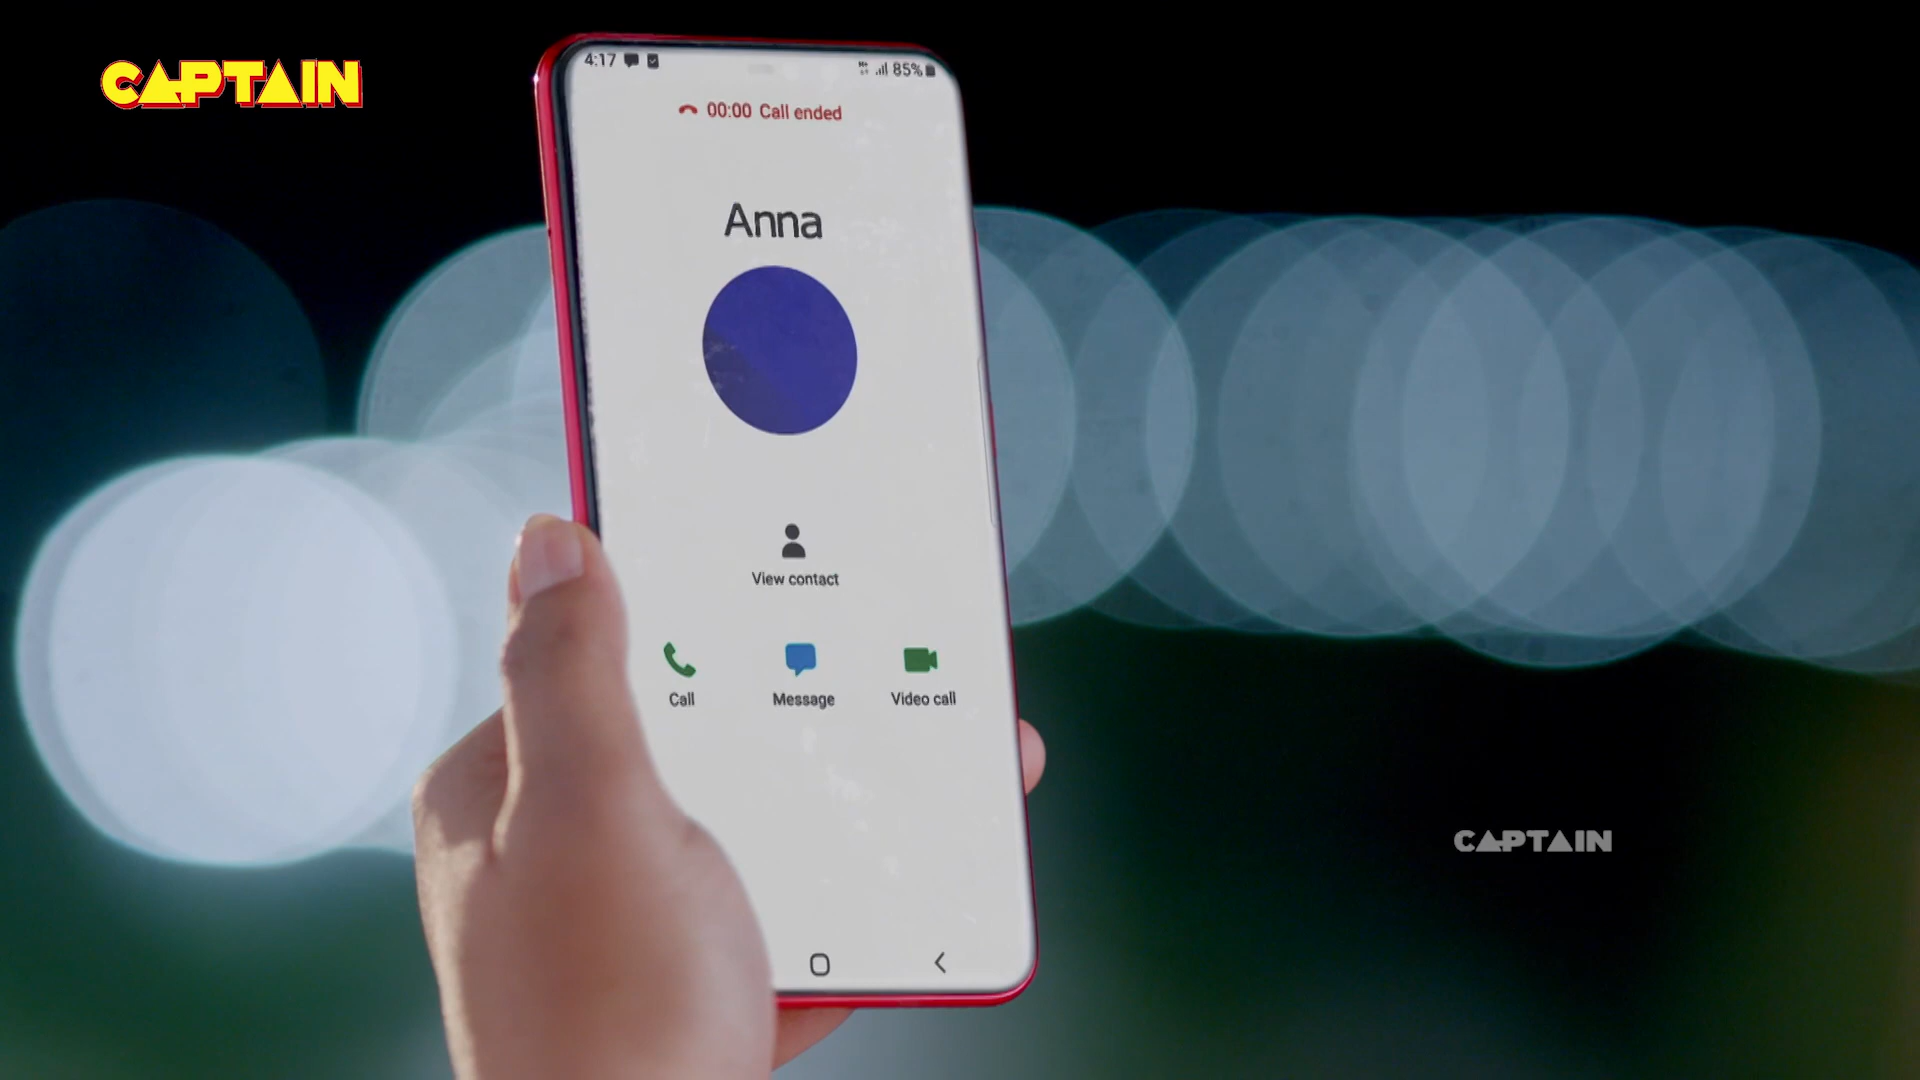 CAPTAIN
4:17
85%
00:00 Call ended
Anna
View contact
Call
Message
Video call
CAPTAIN